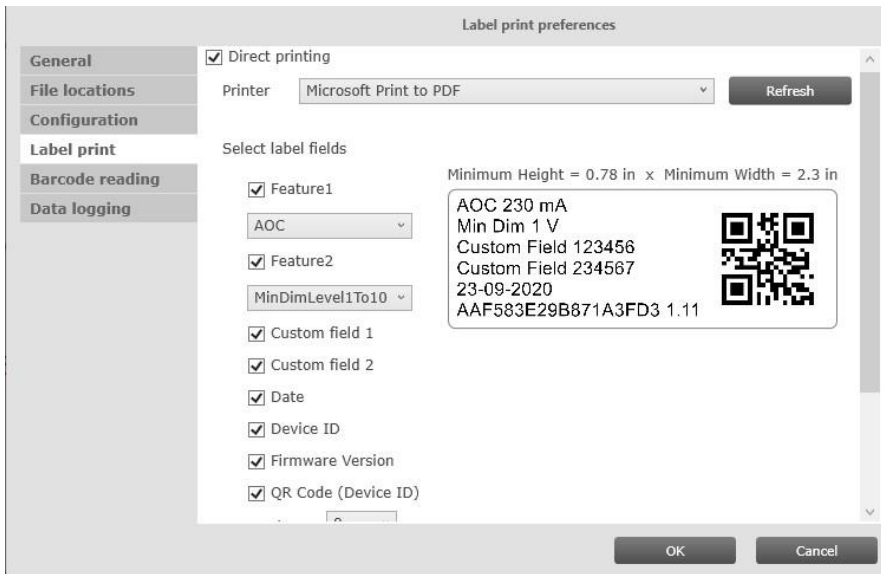 Label print preferences
General
File locations
Configuration
Label print
Barcode reading
Data logging
Direct printing
Printer
Microsoft Print to PDF
Refresh
Select label fields
Feature1
AOC
Feature2
MinDimLevel1To10
Custom field 1
Custom field 2
Date
Device ID
Firmware Version
QR Code (Device ID)
Minimum Height = 0.78 in x Minimum Width = 2.3 in
AOC 230 mA
Min Dim 1 V
Custom Field 123456
Custom Field 234567
23-09-2020
AAF583E29B871A3FD3 1.11
OK
Cancel